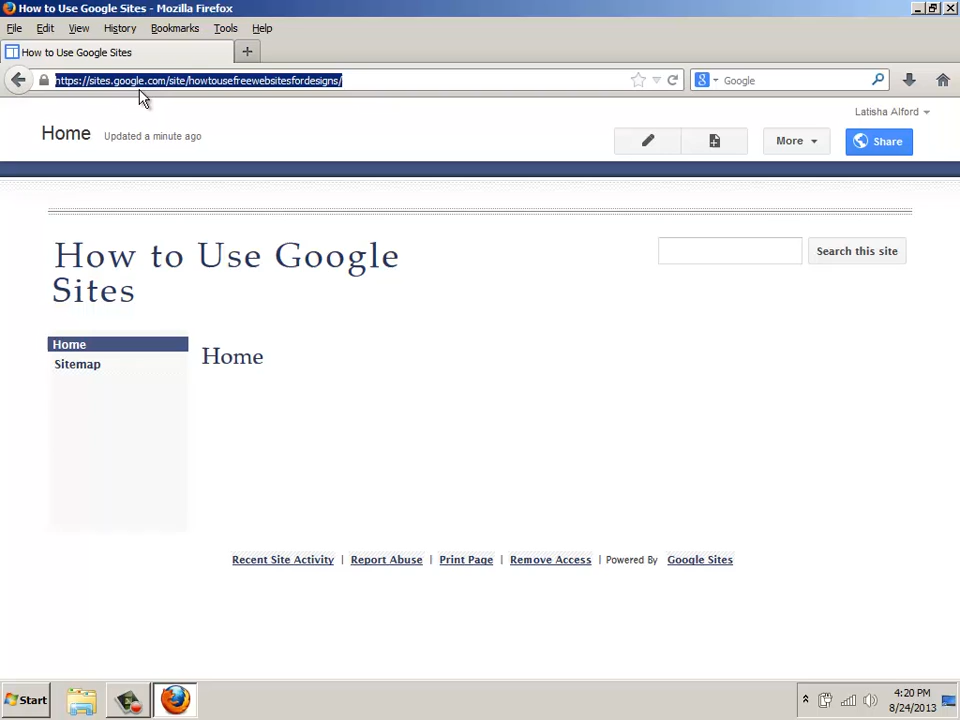 How to Use Google Sites - Mozilla Firefox
File Edit View History Bookmarks Tools Help
How to Use Google Sites
https://sites.google.com/site/howtousefreewebsitesfordesigns/
Google
Latisha Alford
Home Updated a minute ago
More
Share
How to Use Google
Sites
Search this site
Home
Sitemap
Home
Recent Site Activity | Report Abuse | Print Page | Remove Access | Powered By Google Sites
Start
4:20 PM
8/24/2013